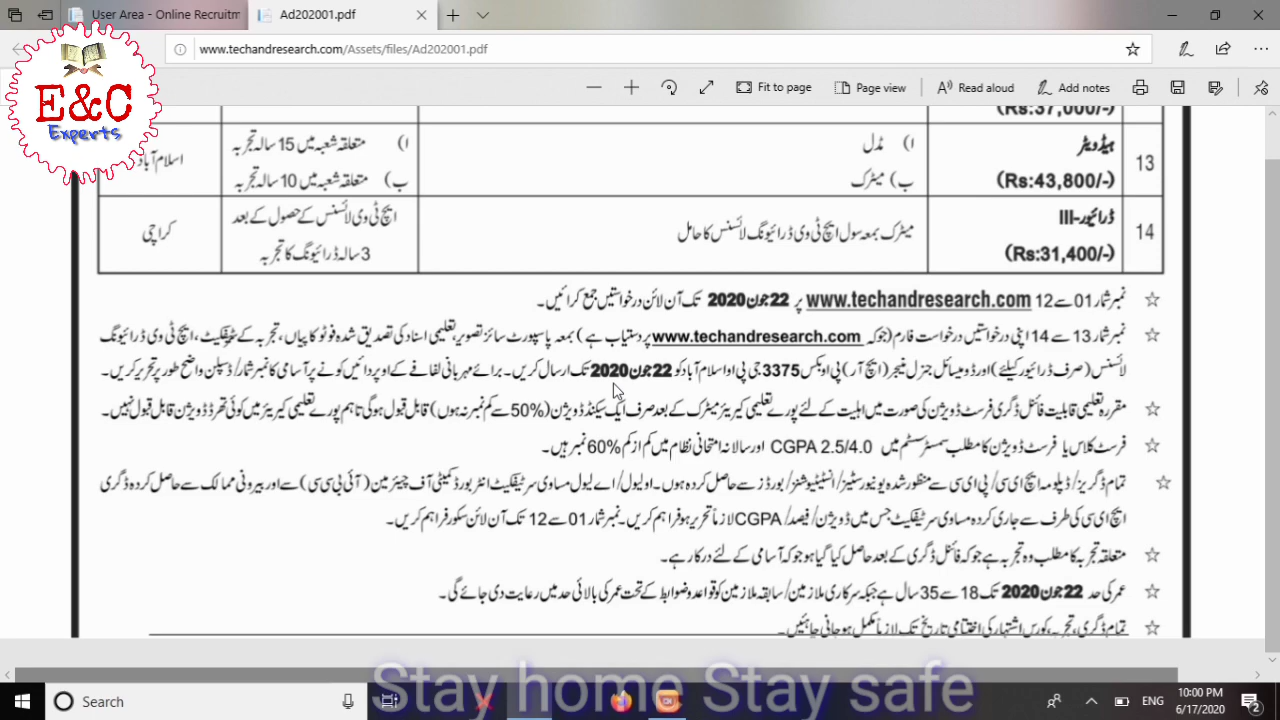 User Area - Online Recruitm
Ad202001.pdf
www.techandresearch.com/Assets/files/Ad202001.pdf
E&C
Experts
Fit to page
Page view
Read aloud
Add notes
(Rs:37,000/-)
13
ہیڈ ویٹر
(Rs:43,800/-)
ا) مڈل
ب) میٹرک
ا) متعلقہ شعبہ میں 15 سالہ تجربہ
ب) متعلقہ شعبہ میں 10 سالہ تجربہ
اسلام آباد
14
ڈرائیور-III
(Rs:31,400/-)
میٹرک بمعہ سول ایچ ٹی وی ڈرائیونگ لائسنس کا حامل
ایچ ٹی وی لائسنس کے حصول کے بعد
3 سالہ ڈرائیونگ کا تجربہ
کراچی
☆ نمبر شمار 01 سے 12 www.techandresearch.com پر 22 جون 2020 تک آن لائن درخواستیں جمع کرائیں۔
☆ نمبر شمار 13 سے 14 اپنی درخواستیں درخواست فارم (جو کہ www.techandresearch.com پر دستیاب ہے) بمعہ پاسپورٹ سائز تصویر، تعلیمی اسناد کی تصدیق شدہ فوٹو کاپیاں، تجربہ کے سرٹیفکیٹ، ایچ ٹی وی ڈرائیونگ
لائسنس (صرف ڈرائیور کیلئے) اور ڈومیسائل جنرل منیجر (ایچ آر) پی او بکس 3375 جی پی او اسلام آباد کو 22 جون 2020 تک ارسال کریں۔ برائے مہربانی لفافے کے اوپر دائیں کونے پر آسامی کا نمبر شمار/ڈسپلن واضح طور پر تحریر کریں۔
☆ مقررہ تعلیمی قابلیت فائنل ڈگری فرسٹ ڈویژن کی صورت میں اہلیت کے لئے پورے تعلیمی کیریئر میٹرک کے بعد صرف ایک سیکنڈ ڈویژن (50% سے کم نمبر نہ ہوں) قابل قبول ہوگی تاہم پورے تعلیمی کیریئر میں کوئی تھرڈ ڈویژن قابل قبول نہیں۔
☆ فرسٹ کلاس یا فرسٹ ڈویژن کا مطلب سمسٹر سسٹم میں CGPA 2.5/4.0 اور سالانہ امتحانی نظام میں کم از کم 60% نمبر ہیں۔
☆ تمام ڈگریز/ڈپلومہ ایچ ای سی/پی ای سی سے منظور شدہ یونیورسٹیز/انسٹیٹیوشنز/بورڈز سے حاصل کردہ ہوں۔ او لیول/اے لیول مساوی سرٹیفکیٹ انٹر بورڈ کمیٹی آف چیئرمین (آئی بی سی سی) سے اور بیرونی ممالک سے حاصل کردہ ڈگری
ایچ ای سی کی طرف سے جاری کردہ مساوی سرٹیفکیٹ جس میں ڈویژن/فیصد/CGPA لازماً تحریر ہو فراہم کریں۔ نمبر شمار 01 سے 12 تک آن لائن سکور فراہم کریں۔
☆ متعلقہ تجربہ کا مطلب وہ تجربہ ہے جو کہ فائنل ڈگری کے بعد حاصل کیا گیا ہو جو کہ آسامی کے لئے درکار ہے۔
☆ عمر کی حد 22 جون 2020 تک 18 سے 35 سال ہے جبکہ سرکاری ملازمین/سابقہ ملازمین کو قواعد و ضوابط کے تحت عمر کی بالائی حد میں رعایت دی جائے گی۔
☆ تمام ڈگری، تجربہ، کورس اشتہار کی اختتامی تاریخ تک لازماً مکمل ہو جانی چاہئیں۔
Stay home Stay safe
Search
ENG
10:00 PM
6/17/2020
2